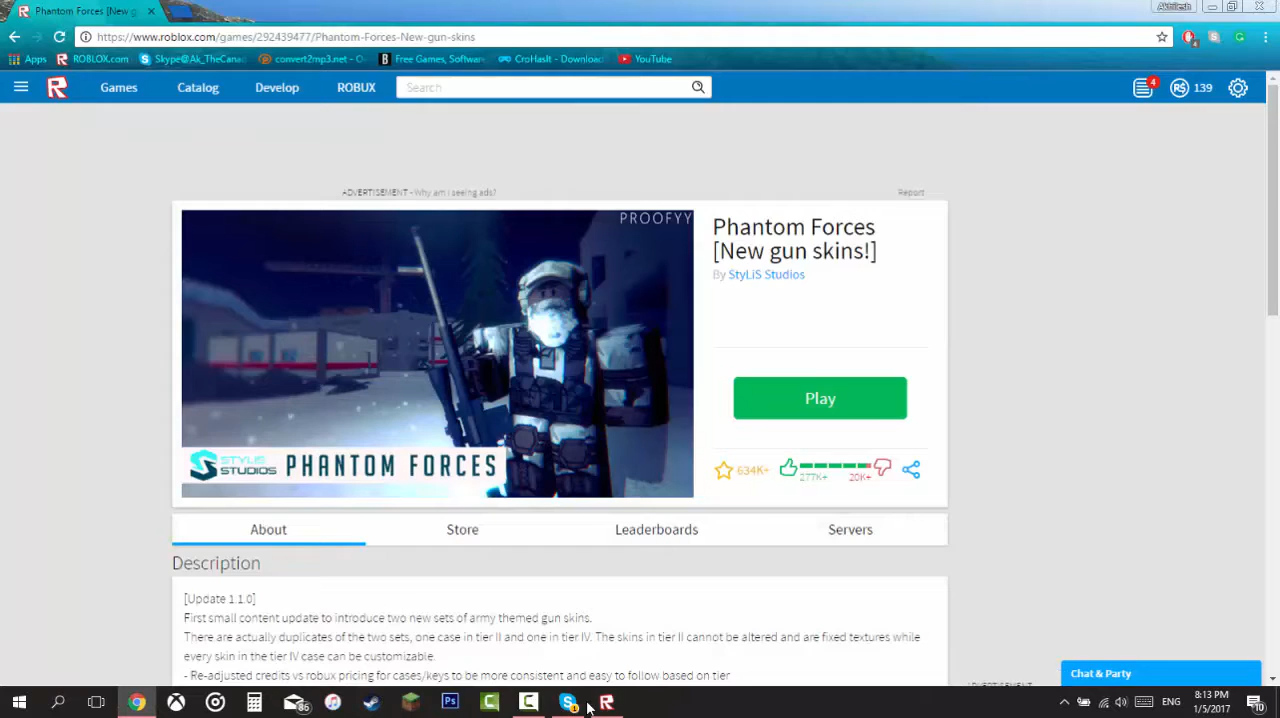 Phantom Forces [New g
Akhilesh
https://www.roblox.com/games/292439477/Phantom-Forces-New-gun-skins
Apps
ROBLOX.com
Skype@Ak_TheCana
convert2mp3.net - O
Free Games, Softwar
CroHasIt - Download
YouTube
Games
Catalog
Develop
ROBUX
Search
4
R$ 139
ADVERTISEMENT - Why am I seeing ads?
Report
PROOFYY
STYLIS STUDIOS
PHANTOM FORCES
Phantom Forces
[New gun skins!]
By StyLiS Studios
Play
634K+
277K+
20K+
About
Store
Leaderboards
Servers
Description
[Update 1.1.0]
First small content update to introduce two new sets of army themed gun skins.
There are actually duplicates of the two sets, one case in tier II and one in tier IV. The skins in tier II cannot be altered and are fixed textures while
every skin in the tier IV case can be customizable.
- Re-adjusted credits vs robux pricing for cases/keys to be more consistent and easy to follow based on tier
ADVERTISEMENT
Chat & Party
86
Ps
ENG
8:13 PM
1/5/2017
10